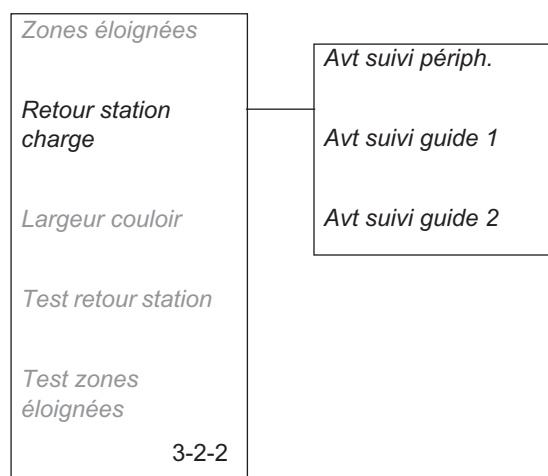 Zones éloignées
Retour station
charge
Largeur couloir
Test retour station
Test zones
éloignées
3-2-2
Avt suivi périph.
Avt suivi guide 1
Avt suivi guide 2